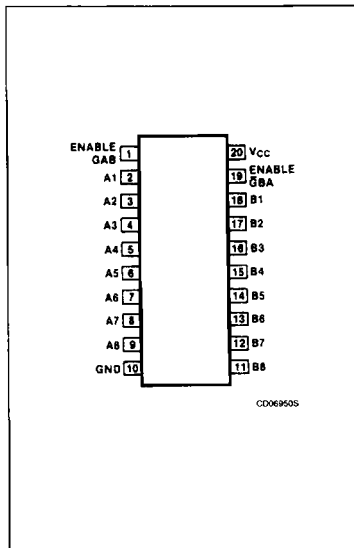 ENABLE
GAB 1
A1 2
A2 3
A3 4
A4 5
A5 6
A6 7
A7 8
A8 9
GND 10
20 VCC
19 ENABLE
G̅BA
18 B1
17 B2
16 B3
15 B4
14 B5
13 B6
12 B7
11 B8
CD06950S